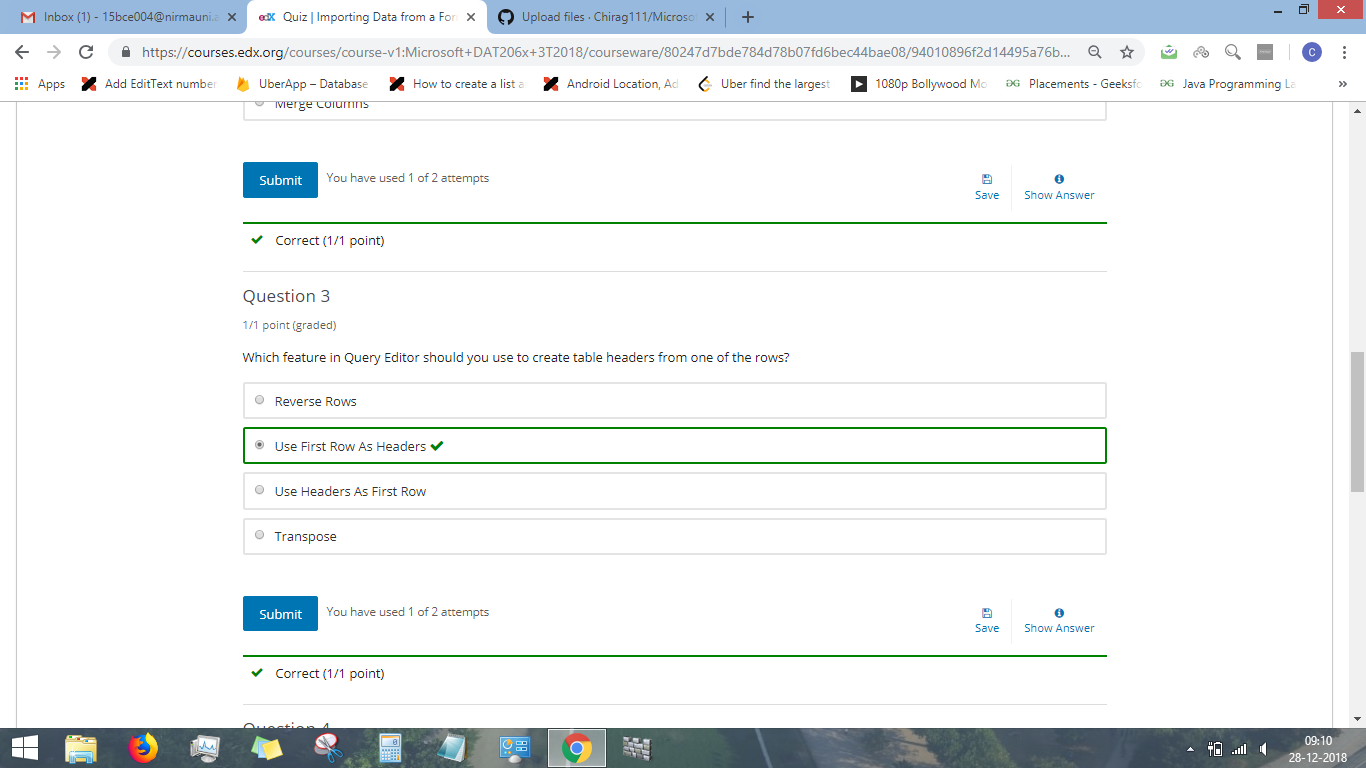 Inbox (1) - 15bce004@nirmauni.a
Quiz | Importing Data from a For
Upload files · Chirag111/Microsof
https://courses.edx.org/courses/course-v1:Microsoft+DAT206x+3T2018/courseware/80247d7bde784d78b07fd6bec44bae08/94010896f2d14495a76b...
C
Apps
Add EditText number
UberApp – Database
How to create a list a
Android Location, Ad
Uber find the largest
1080p Bollywood Mo
Placements - Geeksfo
Java Programming La
»
Merge Columns
Submit
You have used 1 of 2 attempts
Save
Show Answer
Correct (1/1 point)
Question 3
1/1 point (graded)
Which feature in Query Editor should you use to create table headers from one of the rows?
Reverse Rows
Use First Row As Headers
Use Headers As First Row
Transpose
Submit
You have used 1 of 2 attempts
Save
Show Answer
Correct (1/1 point)
Question 4
09:10
28-12-2018